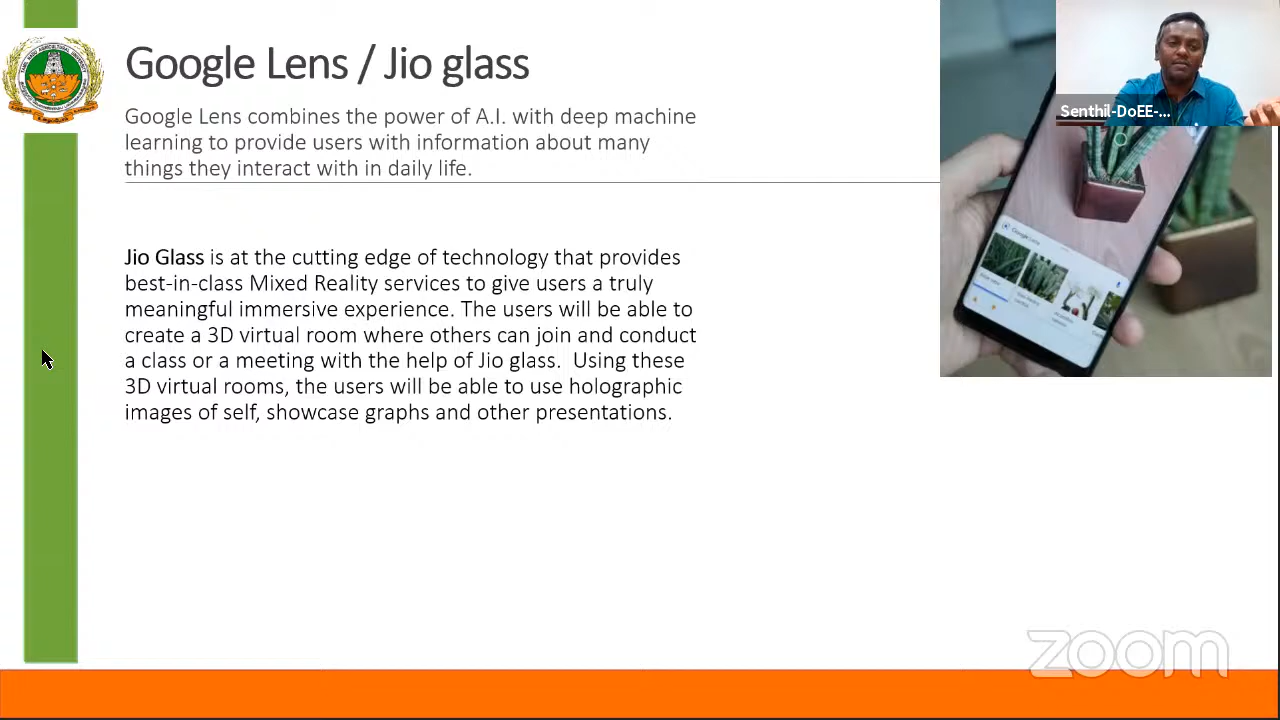 Google Lens / Jio glass
Google Lens combines the power of A.I. with deep machine
learning to provide users with information about many
things they interact with in daily life.
Jio Glass is at the cutting edge of technology that provides
best-in-class Mixed Reality services to give users a truly
meaningful immersive experience. The users will be able to
create a 3D virtual room where others can join and conduct
a class or a meeting with the help of Jio glass.  Using these
3D virtual rooms, the users will be able to use holographic
images of self, showcase graphs and other presentations.
Senthil-DoEE-...
Google Lens
zoom